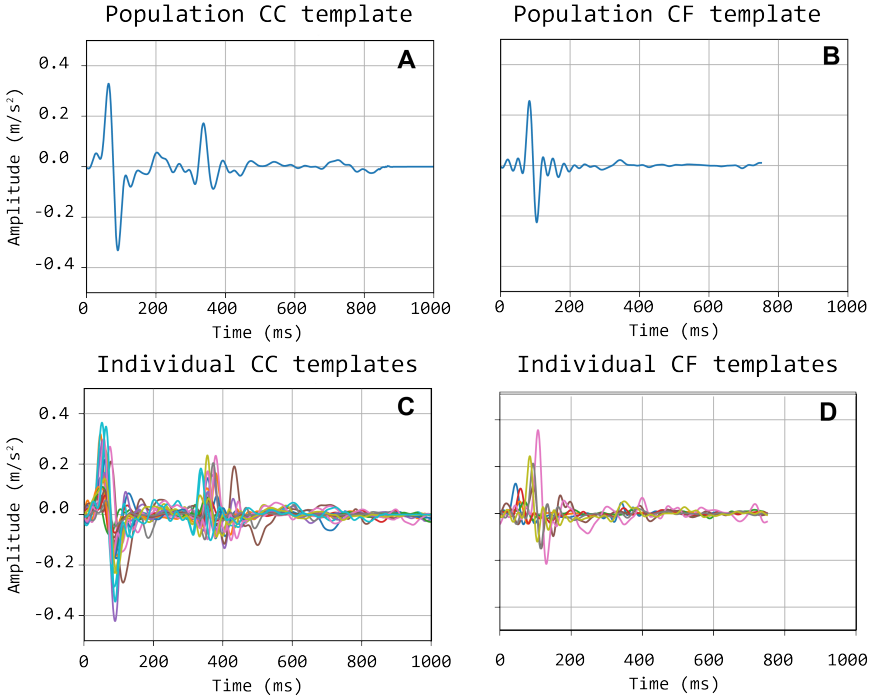 Population CC template
Population CF template
A
B
Amplitude (m/s²)
0.4
0.2
0.0
-0.2
-0.4
0 200 400 600 800 1000
0 200 400 600 800 1000
Time (ms)
Time (ms)
Individual CC templates
Individual CF templates
C
D
Amplitude (m/s²)
0.4
0.2
0.0
-0.2
-0.4
0 200 400 600 800 1000
0 200 400 600 800 1000
Time (ms)
Time (ms)